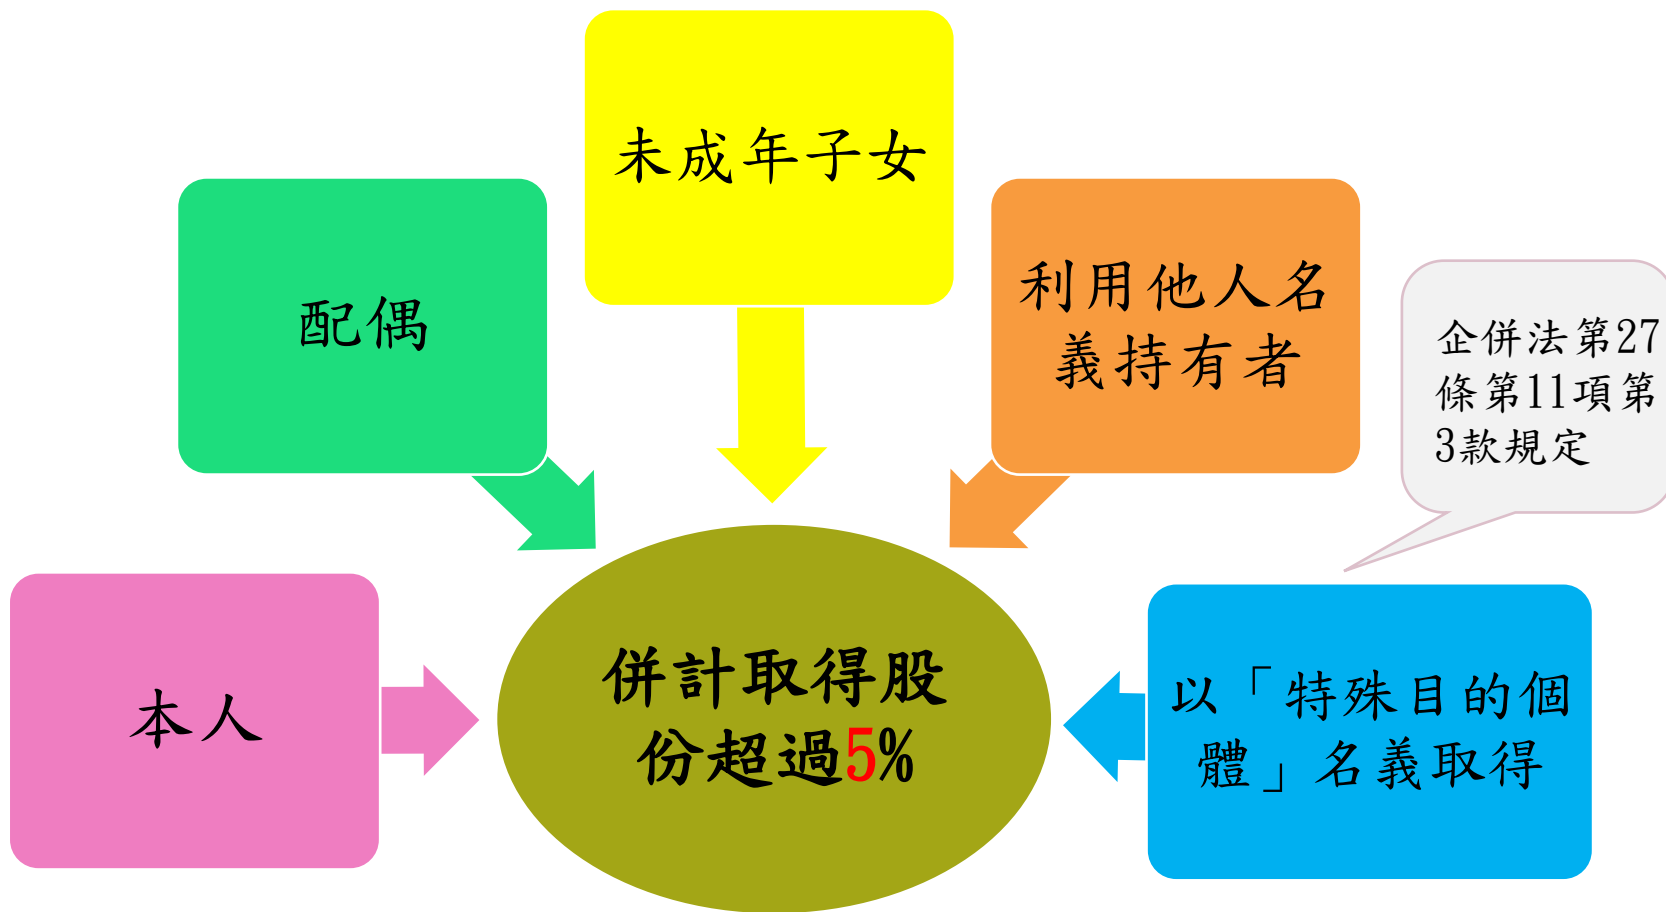 未成年子女
配偶
利用他人名
義持有者
企併法第27
條第11項第
3款規定
本人
併計取得股
份超過5%
以「特殊目的個
體」名義取得